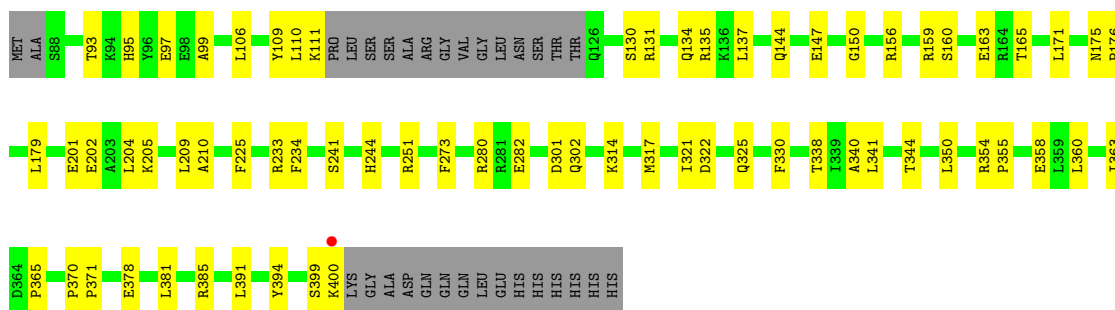 MET ALA S88 T93 K94 H95 Y96 E97 E98 A99 L106 Y109 L110 K111 PRO LEU SER SER ALA ARG GLY VAL GLY LEU ASN SER THR THR Q126 S130 R131 Q134 R135 K136 L137 Q144 E147 G150 R156 R159 S160 E163 R164 T165 L171 N175 R176
L179 E201 E202 A203 L204 K205 L209 A210 F225 R233 F234 S241 H244 R251 F273 R280 R281 E282 D301 Q302 K314 M317 I321 D322 Q325 F330 T338 I339 A340 L341 T344 L350 R354 P355 E358 L359 L360
D364 P365 P370 P371 E378 L381 R385 L391 Y394 S399 K400 LYS GLY ALA ASP GLN GLN GLN LEU GLU HIS HIS HIS HIS HIS HIS